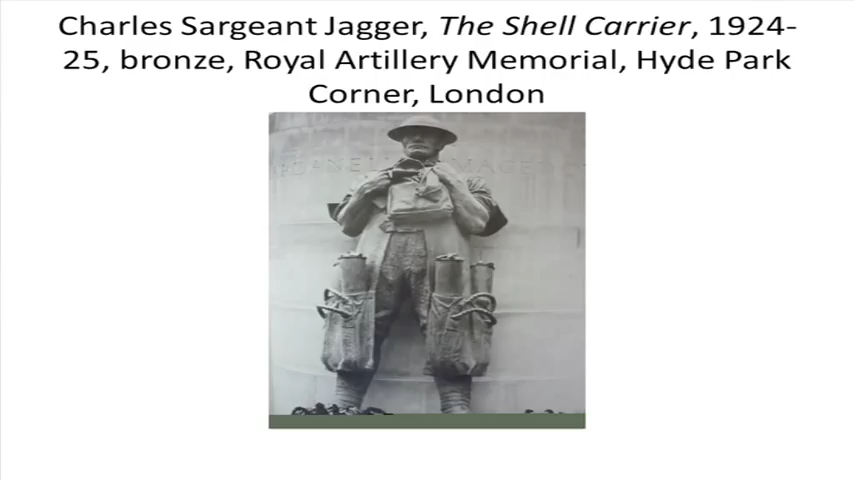 Charles Sargeant Jagger, The Shell Carrier, 1924-
25, bronze, Royal Artillery Memorial, Hyde Park
Corner, London